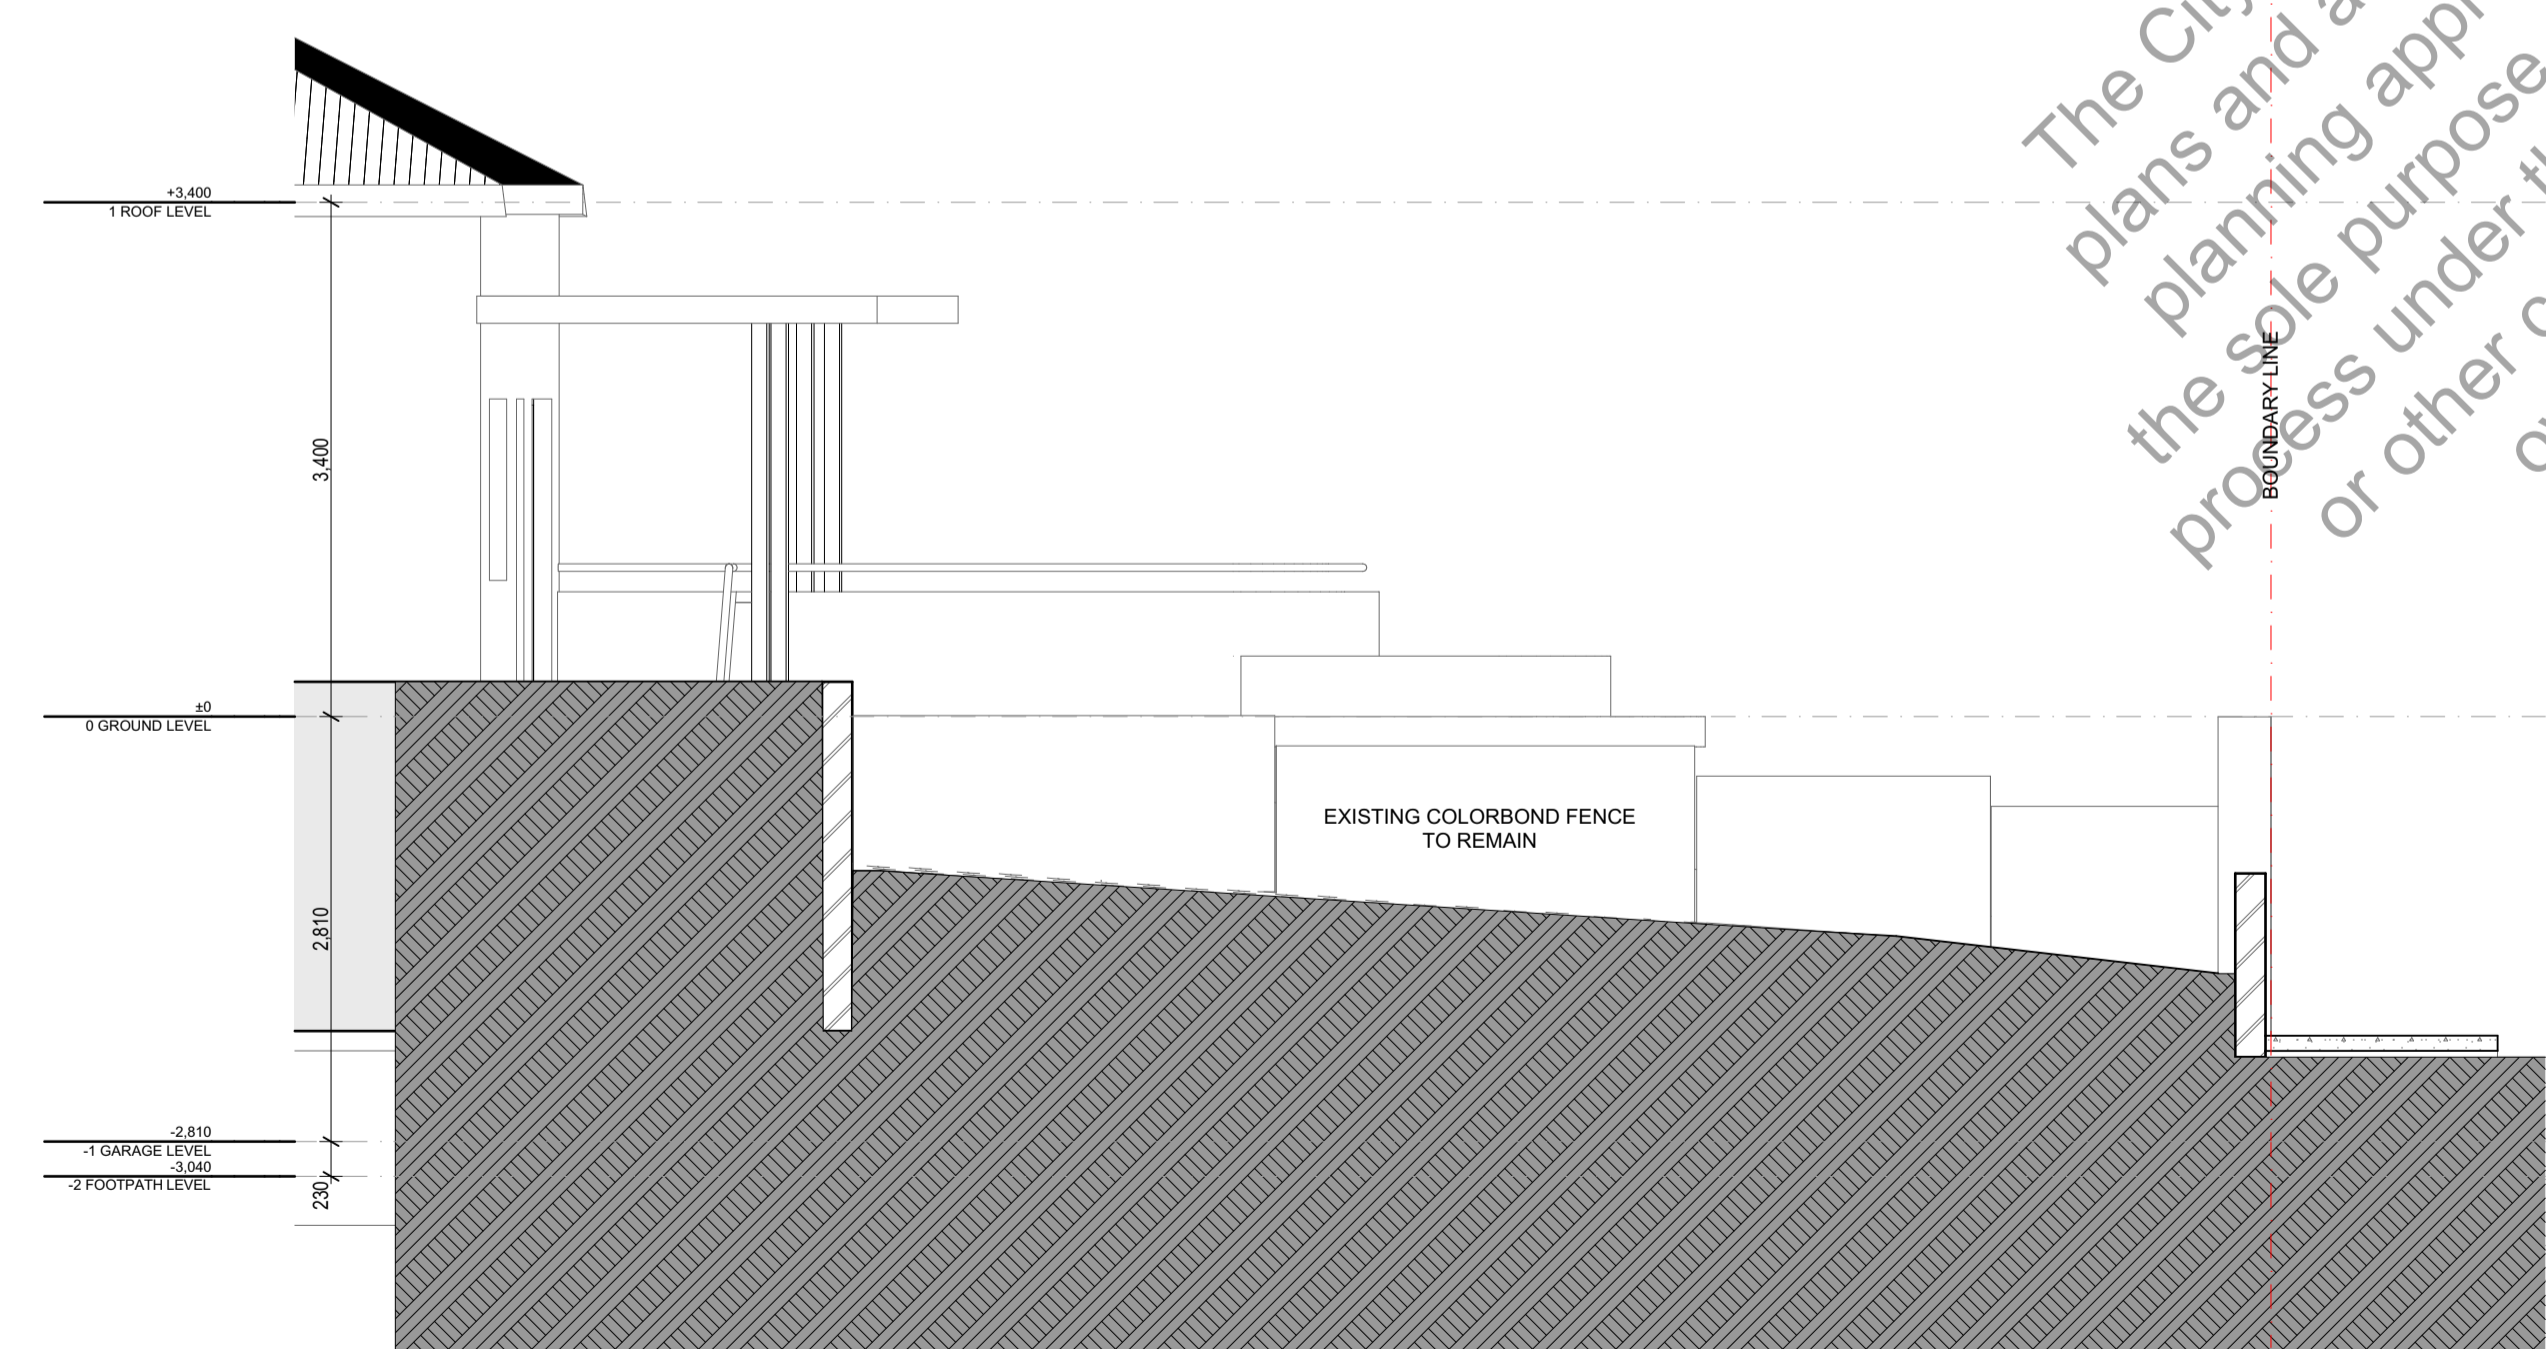 The City
plans and a
planning appr
the sole purpose
process under t
or other c
+3,400
1 ROOF LEVEL
3,400
BOUNDARY LINE
±0
0 GROUND LEVEL
EXISTING COLORBOND FENCE
TO REMAIN
2,810
-2,810
-1 GARAGE LEVEL
-3,040
-2 FOOTPATH LEVEL
230